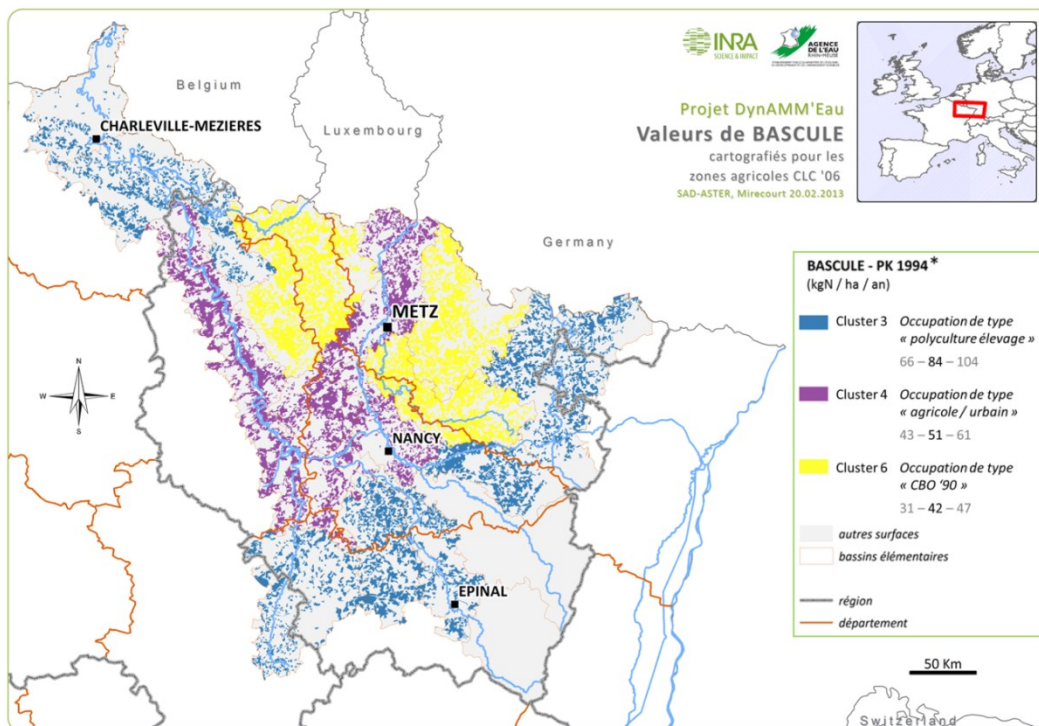 INRA
SCIENCE & IMPACT
AGENCE
DE L'EAU
RHIN-MEUSE
Projet DynAMM'Eau
Valeurs de BASCULE
cartografiés pour les
zones agricoles CLC '06
SAD-ASTER, Mirecourt 20.02.2013
Belgium
Luxembourg
Germany
Switzerland
CHARLEVILLE-MEZIERES
METZ
NANCY
EPINAL
N
W E
S
BASCULE - PK 1994*
(kgN / ha / an)
Cluster 3 Occupation de type
« polyculture élevage »
66 – 84 – 104
Cluster 4 Occupation de type
« agricole / urbain »
43 – 51 – 61
Cluster 6 Occupation de type
« CBO '90 »
31 – 42 – 47
autres surfaces
bassins élémentaires
région
département
50 Km